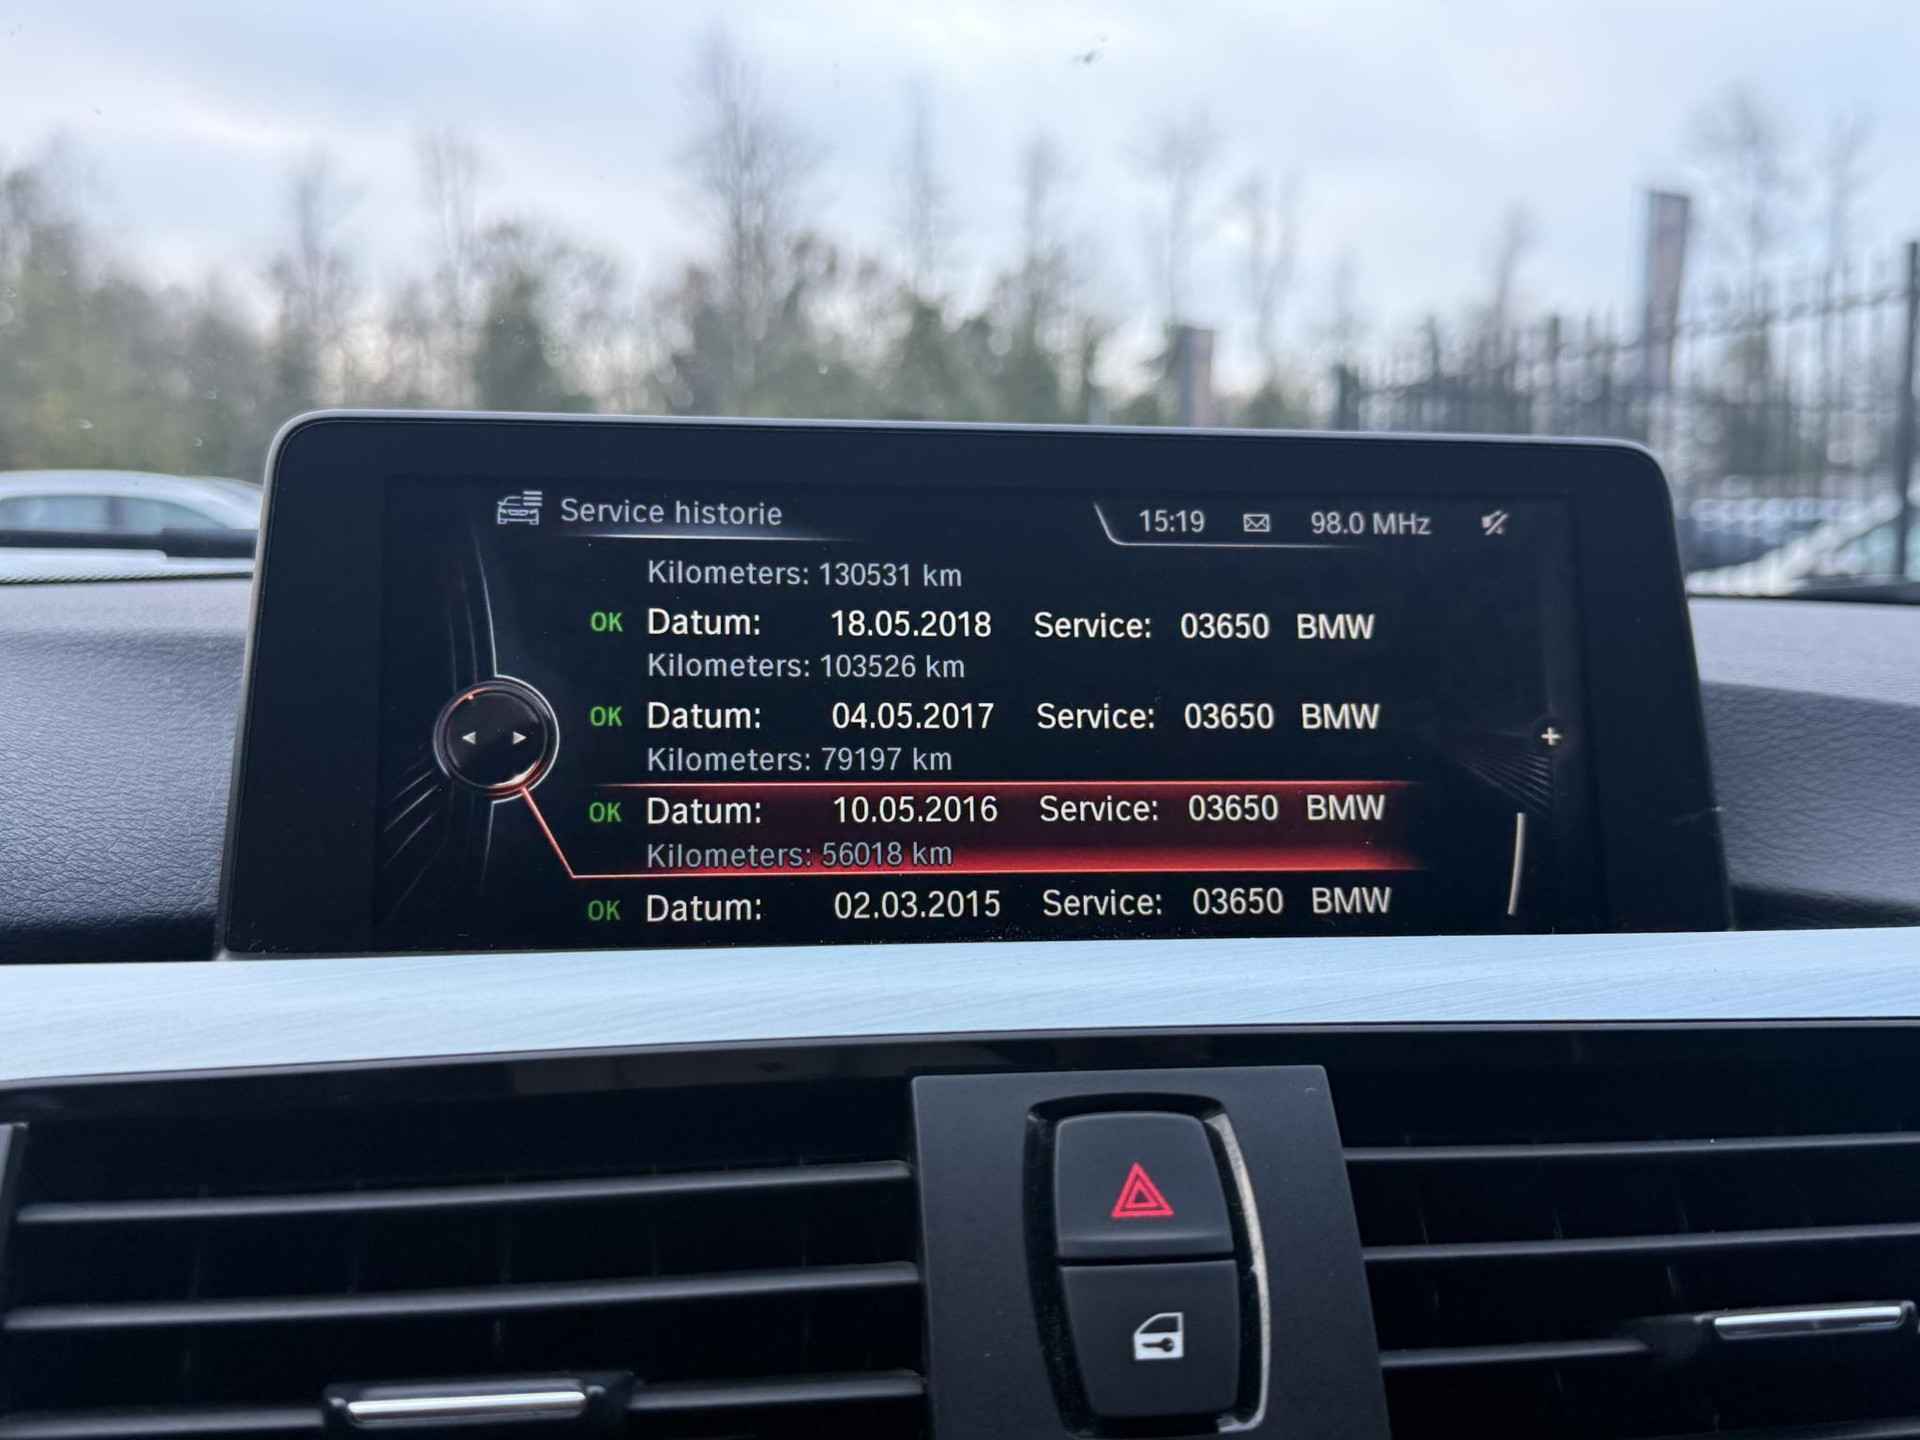 Service historie 15:19 98.0 MHz
Kilometers: 130531 km
OK Datum: 18.05.2018 Service: 03650 BMW
Kilometers: 103526 km
OK Datum: 04.05.2017 Service: 03650 BMW
Kilometers: 79197 km
OK Datum: 10.05.2016 Service: 03650 BMW
Kilometers: 56018 km
OK Datum: 02.03.2015 Service: 03650 BMW